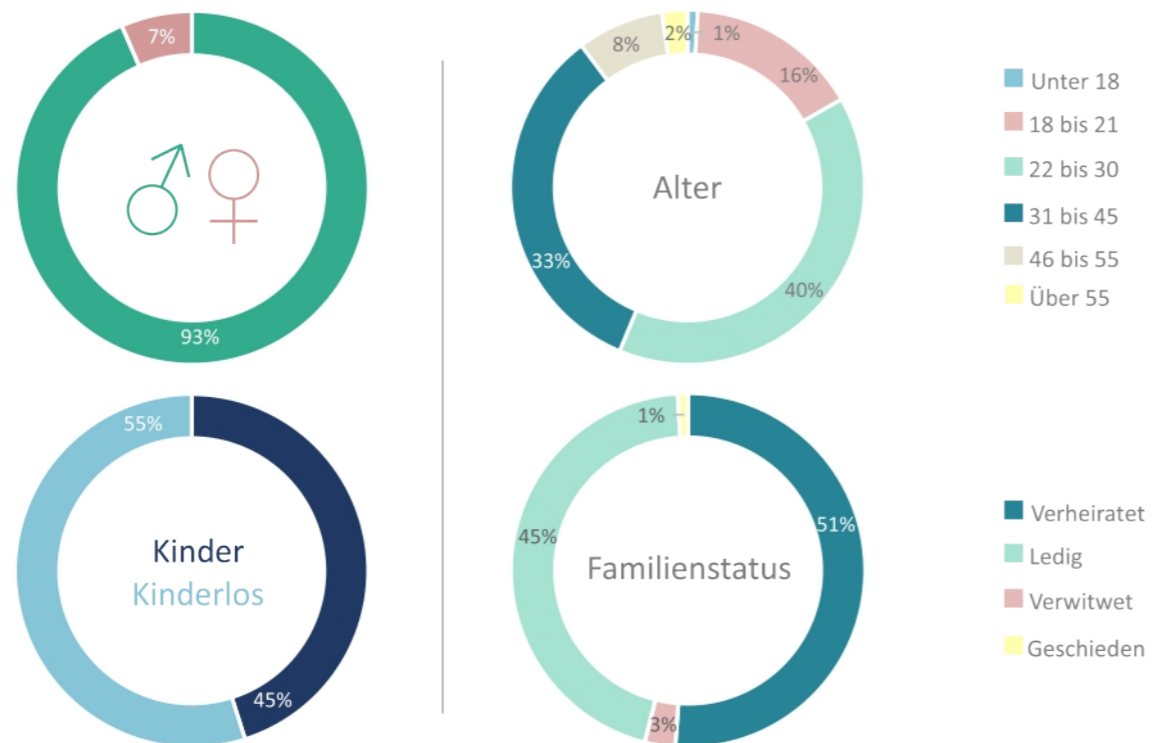 7%
93%
8%
2%
1%
16%
Alter
33%
40%
Unter 18
18 bis 21
22 bis 30
31 bis 45
46 bis 55
Über 55
55%
Kinder
Kinderlos
45%
1%
45%
51%
Familienstatus
3%
Verheiratet
Ledig
Verwitwet
Geschieden